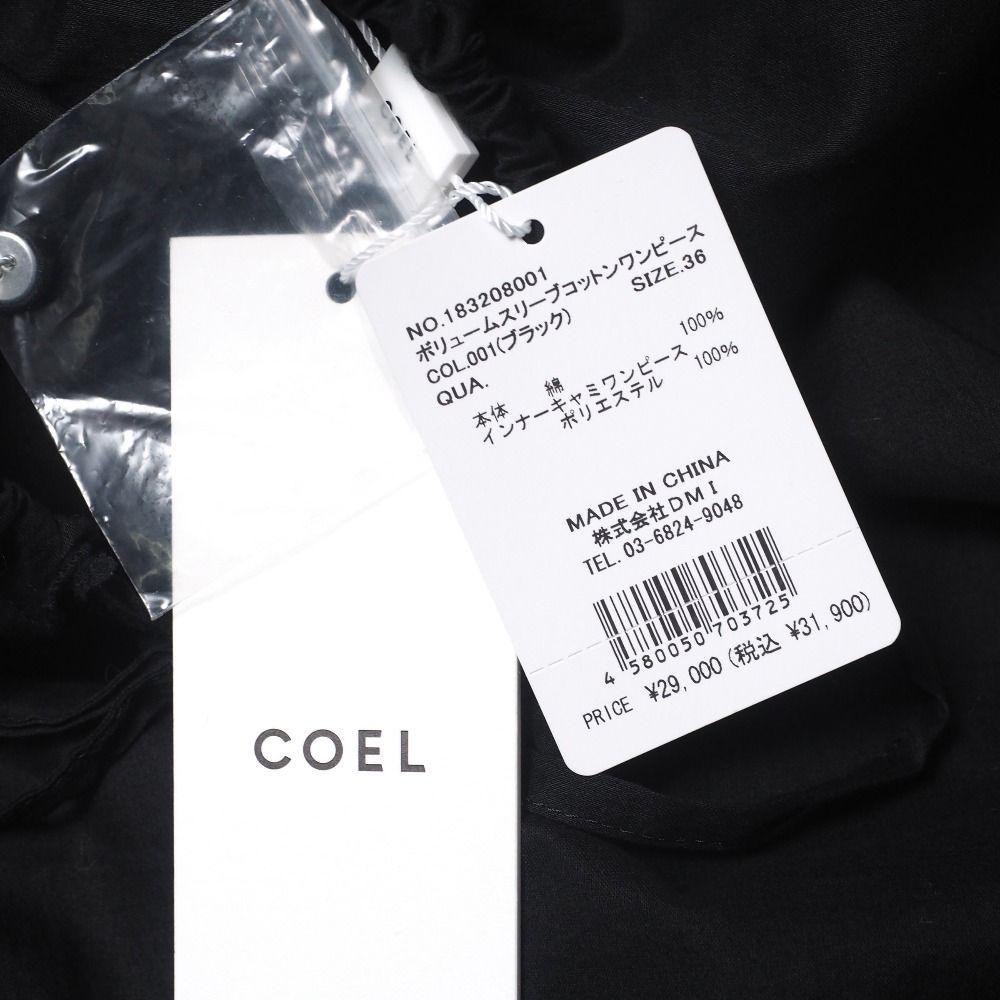 COEL
NO.183208001
ボリュームスリーブコットンワンピース
COL.001(ブラック) SIZE.36
QUA.
本体 綿 100%
インナーキャミワンピース
ポリエステル 100%
MADE IN CHINA
株式会社DMI
TEL. 03-6824-9048
4 580050 703725
PRICE ¥29,000 (税込 ¥31,900)
COEL